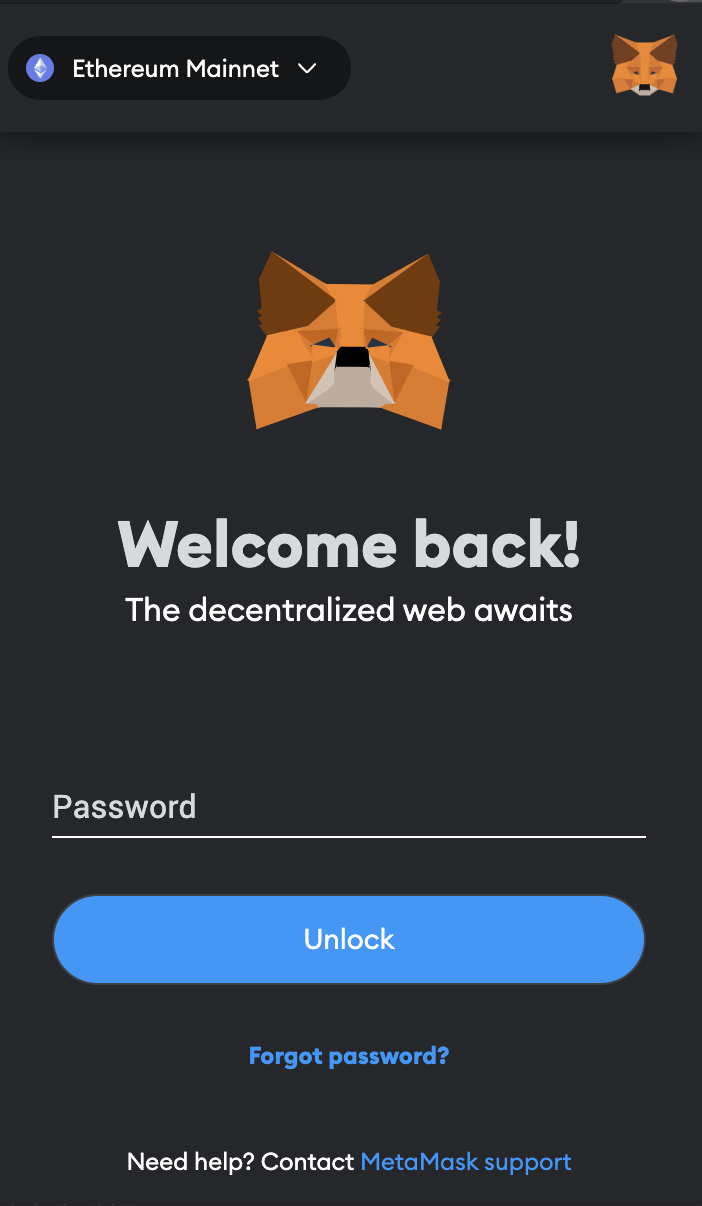 Ethereum Mainnet
Welcome back!
The decentralized web awaits
Password
Unlock
Forgot password?
Need help? Contact MetaMask support